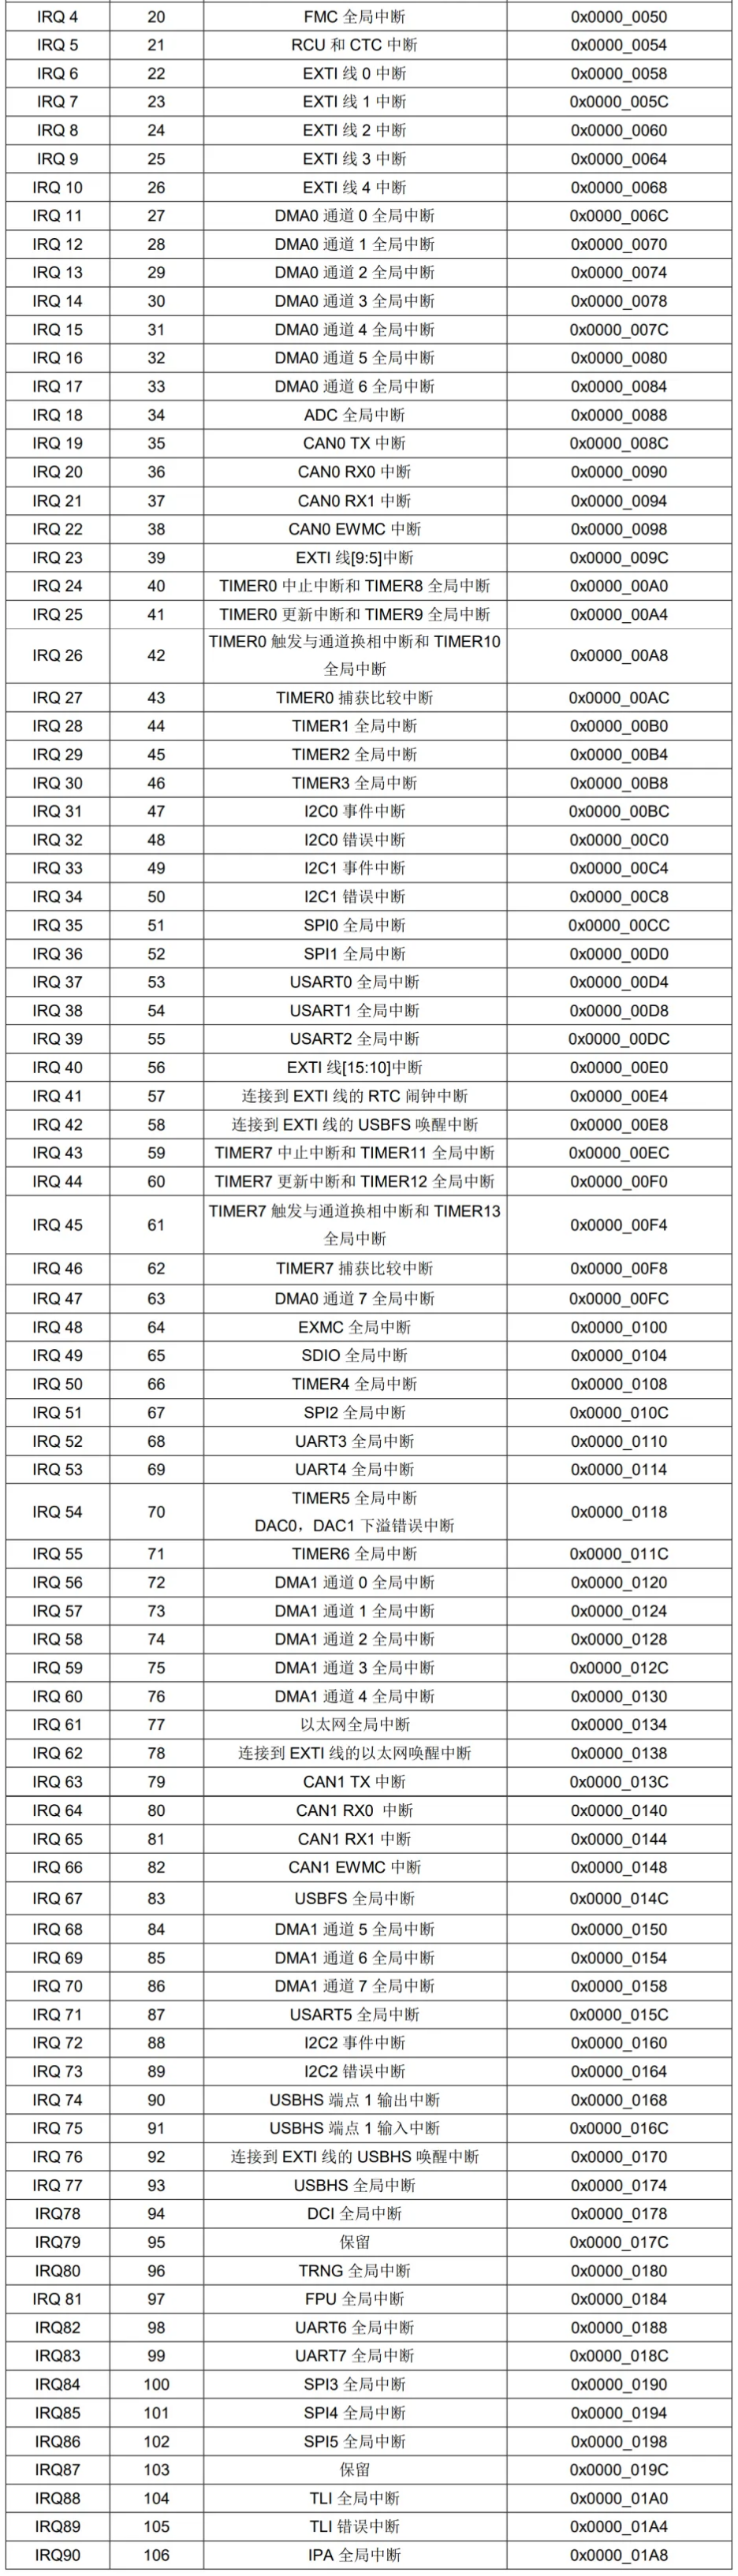 IRQ 4 20 FMC 全局中断 0x0000_0050
IRQ 5 21 RCU 和 CTC 中断 0x0000_0054
IRQ 6 22 EXTI 线 0 中断 0x0000_0058
IRQ 7 23 EXTI 线 1 中断 0x0000_005C
IRQ 8 24 EXTI 线 2 中断 0x0000_0060
IRQ 9 25 EXTI 线 3 中断 0x0000_0064
IRQ 10 26 EXTI 线 4 中断 0x0000_0068
IRQ 11 27 DMA0 通道 0 全局中断 0x0000_006C
IRQ 12 28 DMA0 通道 1 全局中断 0x0000_0070
IRQ 13 29 DMA0 通道 2 全局中断 0x0000_0074
IRQ 14 30 DMA0 通道 3 全局中断 0x0000_0078
IRQ 15 31 DMA0 通道 4 全局中断 0x0000_007C
IRQ 16 32 DMA0 通道 5 全局中断 0x0000_0080
IRQ 17 33 DMA0 通道 6 全局中断 0x0000_0084
IRQ 18 34 ADC 全局中断 0x0000_0088
IRQ 19 35 CAN0 TX 中断 0x0000_008C
IRQ 20 36 CAN0 RX0 中断 0x0000_0090
IRQ 21 37 CAN0 RX1 中断 0x0000_0094
IRQ 22 38 CAN0 EWMC 中断 0x0000_0098
IRQ 23 39 EXTI 线[9:5]中断 0x0000_009C
IRQ 24 40 TIMER0 中止中断和 TIMER8 全局中断 0x0000_00A0
IRQ 25 41 TIMER0 更新中断和 TIMER9 全局中断 0x0000_00A4
IRQ 26 42 TIMER0 触发与通道换相中断和 TIMER10
全局中断 0x0000_00A8
IRQ 27 43 TIMER0 捕获比较中断 0x0000_00AC
IRQ 28 44 TIMER1 全局中断 0x0000_00B0
IRQ 29 45 TIMER2 全局中断 0x0000_00B4
IRQ 30 46 TIMER3 全局中断 0x0000_00B8
IRQ 31 47 I2C0 事件中断 0x0000_00BC
IRQ 32 48 I2C0 错误中断 0x0000_00C0
IRQ 33 49 I2C1 事件中断 0x0000_00C4
IRQ 34 50 I2C1 错误中断 0x0000_00C8
IRQ 35 51 SPI0 全局中断 0x0000_00CC
IRQ 36 52 SPI1 全局中断 0x0000_00D0
IRQ 37 53 USART0 全局中断 0x0000_00D4
IRQ 38 54 USART1 全局中断 0x0000_00D8
IRQ 39 55 USART2 全局中断 0x0000_00DC
IRQ 40 56 EXTI 线[15:10]中断 0x0000_00E0
IRQ 41 57 连接到 EXTI 线的 RTC 闹钟中断 0x0000_00E4
IRQ 42 58 连接到 EXTI 线的 USBFS 唤醒中断 0x0000_00E8
IRQ 43 59 TIMER7 中止中断和 TIMER11 全局中断 0x0000_00EC
IRQ 44 60 TIMER7 更新中断和 TIMER12 全局中断 0x0000_00F0
IRQ 45 61 TIMER7 触发与通道换相中断和 TIMER13
全局中断 0x0000_00F4
IRQ 46 62 TIMER7 捕获比较中断 0x0000_00F8
IRQ 47 63 DMA0 通道 7 全局中断 0x0000_00FC
IRQ 48 64 EXMC 全局中断 0x0000_0100
IRQ 49 65 SDIO 全局中断 0x0000_0104
IRQ 50 66 TIMER4 全局中断 0x0000_0108
IRQ 51 67 SPI2 全局中断 0x0000_010C
IRQ 52 68 UART3 全局中断 0x0000_0110
IRQ 53 69 UART4 全局中断 0x0000_0114
IRQ 54 70 TIMER5 全局中断
DAC0，DAC1 下溢错误中断 0x0000_0118
IRQ 55 71 TIMER6 全局中断 0x0000_011C
IRQ 56 72 DMA1 通道 0 全局中断 0x0000_0120
IRQ 57 73 DMA1 通道 1 全局中断 0x0000_0124
IRQ 58 74 DMA1 通道 2 全局中断 0x0000_0128
IRQ 59 75 DMA1 通道 3 全局中断 0x0000_012C
IRQ 60 76 DMA1 通道 4 全局中断 0x0000_0130
IRQ 61 77 以太网全局中断 0x0000_0134
IRQ 62 78 连接到 EXTI 线的以太网唤醒中断 0x0000_0138
IRQ 63 79 CAN1 TX 中断 0x0000_013C
IRQ 64 80 CAN1 RX0 中断 0x0000_0140
IRQ 65 81 CAN1 RX1 中断 0x0000_0144
IRQ 66 82 CAN1 EWMC 中断 0x0000_0148
IRQ 67 83 USBFS 全局中断 0x0000_014C
IRQ 68 84 DMA1 通道 5 全局中断 0x0000_0150
IRQ 69 85 DMA1 通道 6 全局中断 0x0000_0154
IRQ 70 86 DMA1 通道 7 全局中断 0x0000_0158
IRQ 71 87 USART5 全局中断 0x0000_015C
IRQ 72 88 I2C2 事件中断 0x0000_0160
IRQ 73 89 I2C2 错误中断 0x0000_0164
IRQ 74 90 USBHS 端点 1 输出中断 0x0000_0168
IRQ 75 91 USBHS 端点 1 输入中断 0x0000_016C
IRQ 76 92 连接到 EXTI 线的 USBHS 唤醒中断 0x0000_0170
IRQ 77 93 USBHS 全局中断 0x0000_0174
IRQ78 94 DCI 全局中断 0x0000_0178
IRQ79 95 保留 0x0000_017C
IRQ80 96 TRNG 全局中断 0x0000_0180
IRQ 81 97 FPU 全局中断 0x0000_0184
IRQ82 98 UART6 全局中断 0x0000_0188
IRQ83 99 UART7 全局中断 0x0000_018C
IRQ84 100 SPI3 全局中断 0x0000_0190
IRQ85 101 SPI4 全局中断 0x0000_0194
IRQ86 102 SPI5 全局中断 0x0000_0198
IRQ87 103 保留 0x0000_019C
IRQ88 104 TLI 全局中断 0x0000_01A0
IRQ89 105 TLI 错误中断 0x0000_01A4
IRQ90 106 IPA 全局中断 0x0000_01A8